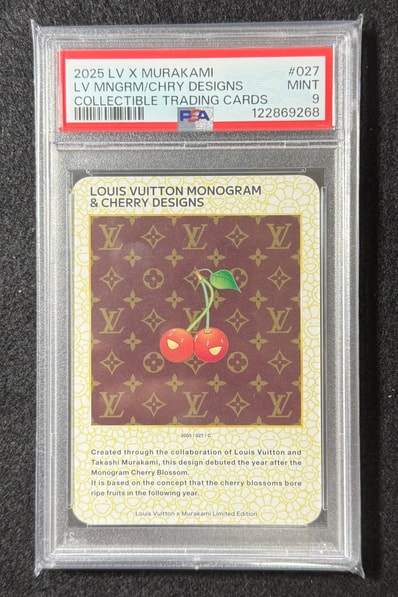 2025 LV X MURAKAMI #027
LV MNGRM/CHRY DESIGNS MINT
COLLECTIBLE TRADING CARDS 9
PSA 122869268
LOUIS VUITTON MONOGRAM
& CHERRY DESIGNS
2005 / 027 / C
Created through the collaboration of Louis Vuitton and
Takashi Murakami, this design debuted the year after the
Monogram Cherry Blossom.
It is based on the concept that the cherry blossoms bore
ripe fruits in the following year.
Louis Vuitton x Murakami Limited Edition